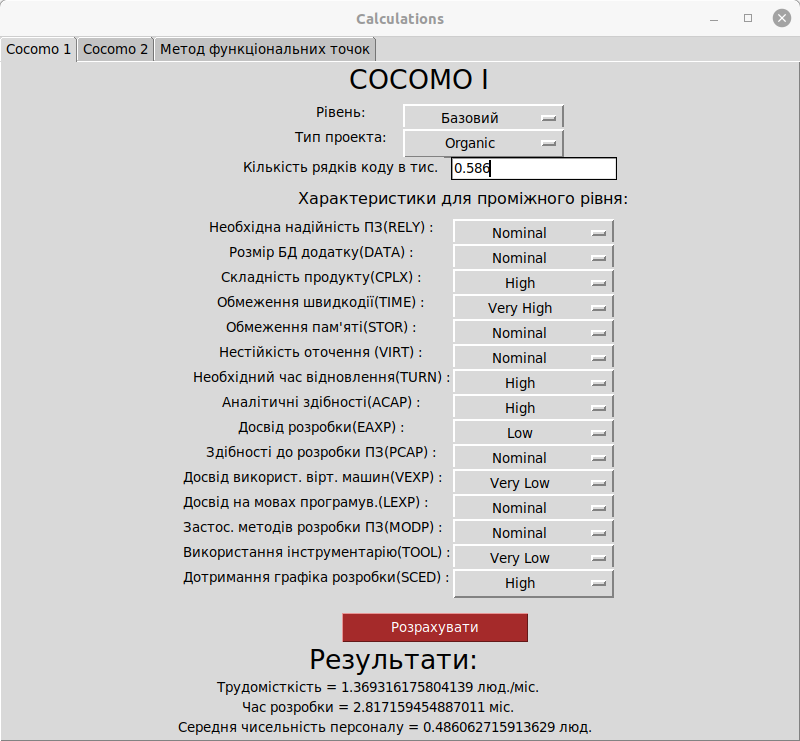 Calculations
Cocomo 1 Cocomo 2 Метод функціональних точок
COCOMO I
Рівень: Базовий
Тип проекта: Organic
Кількість рядків коду в тис. 0.586
Характеристики для проміжного рівня:
Необхідна надійність ПЗ(RELY) : Nominal
Розмір БД додатку(DATA) : Nominal
Складність продукту(CPLX) : High
Обмеження швидкодії(TIME) : Very High
Обмеження пам'яті(STOR) : Nominal
Нестійкість оточення (VIRT) : Nominal
Необхідний час відновлення(TURN) : High
Аналітичні здібності(ACAP) : High
Досвід розробки(EAXP) : Low
Здібності до розробки ПЗ(PCAP) : Nominal
Досвід використ. вірт. машин(VEXP) : Very Low
Досвід на мовах програмув.(LEXP) : Nominal
Застос. методів розробки ПЗ(MODP) : Nominal
Використання інструментарію(TOOL) : Very Low
Дотримання графіка розробки(SCED) : High
Розрахувати
Результати:
Трудомісткість = 1.369316175804139 люд./міс.
Час розробки = 2.817159454887011 міс.
Середня чисельність персоналу = 0.486062715913629 люд.